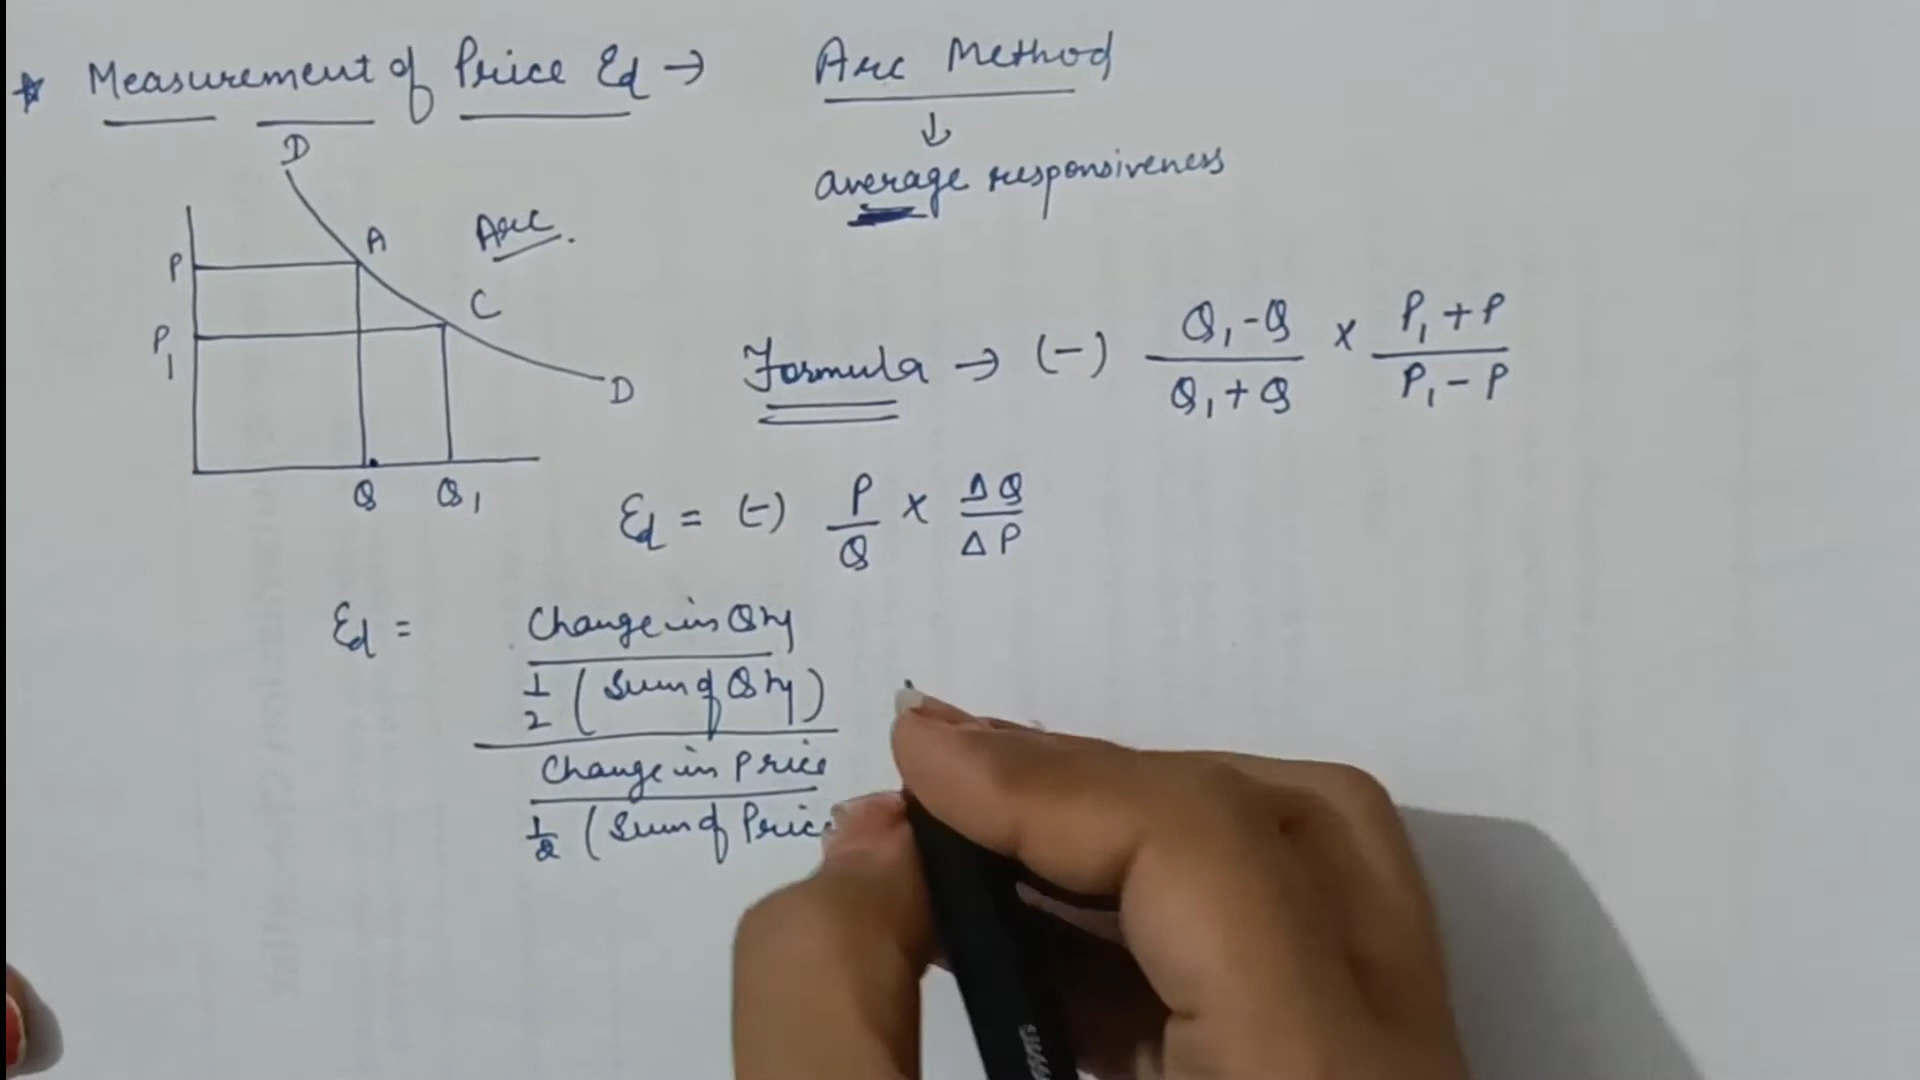 * Measurement of Price Ed → Arc Method
↓
average responsiveness
D
A
Arc.
P
C
P1
D
Q Q1
Formula → (-) Q1-Q / Q1+Q × P1+P / P1-P
Ed = (-) P / Q × ΔQ / ΔP
Ed =
Change in Qty
1/2 (Sum of Qty)
Change in Price
1/2 (Sum of Price